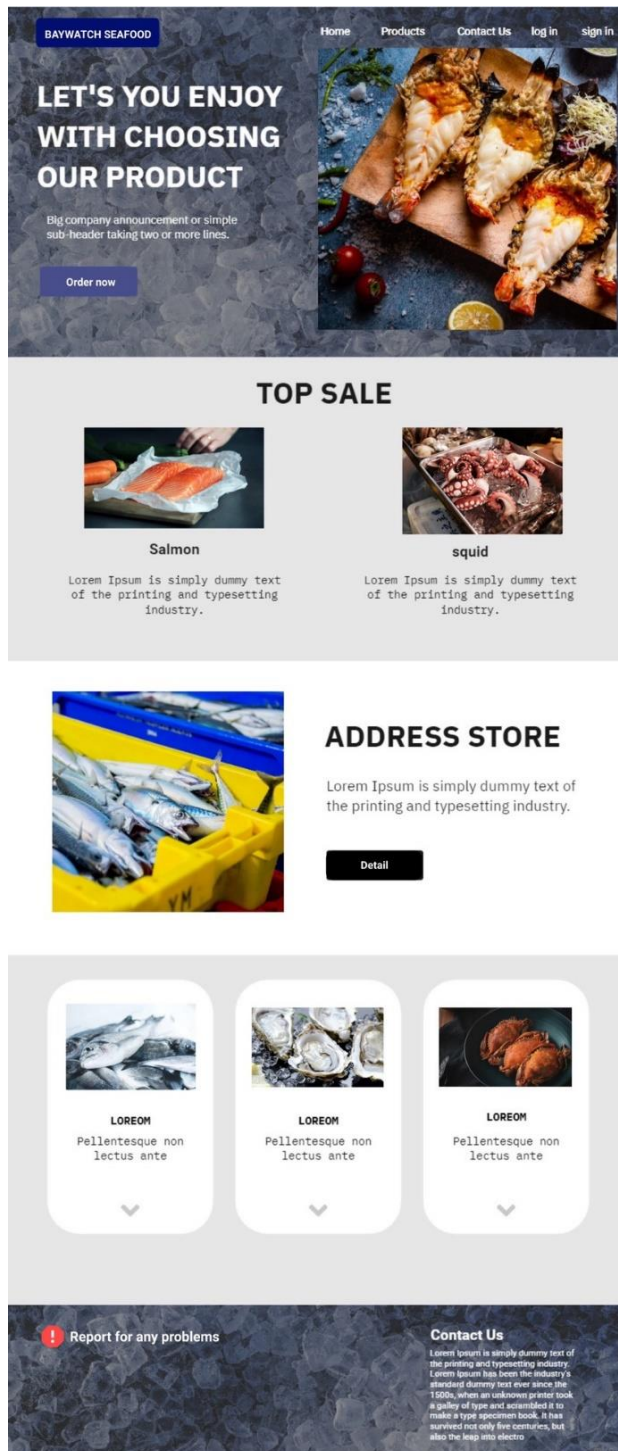 BAYWATCH SEAFOOD
Home Products Contact Us log in sign in
LET'S YOU ENJOY
WITH CHOOSING
OUR PRODUCT
Big company announcement or simple
sub-header taking two or more lines.
Order now
TOP SALE
Salmon
Lorem Ipsum is simply dummy text
of the printing and typesetting
industry.
squid
Lorem Ipsum is simply dummy text
of the printing and typesetting
industry.
ADDRESS STORE
Lorem Ipsum is simply dummy text of
the printing and typesetting industry.
Detail
YM
LOREOM
Pellentesque non
lectus ante
LOREOM
Pellentesque non
lectus ante
LOREOM
Pellentesque non
lectus ante
Report for any problems
Contact Us
Lorem Ipsum is simply dummy text of
the printing and typesetting industry.
Lorem Ipsum has been the industry's
standard dummy text ever since the
1500s, when an unknown printer took
a galley of type and scrambled it to
make a type specimen book. It has
survived not only five centuries, but
also the leap into electro